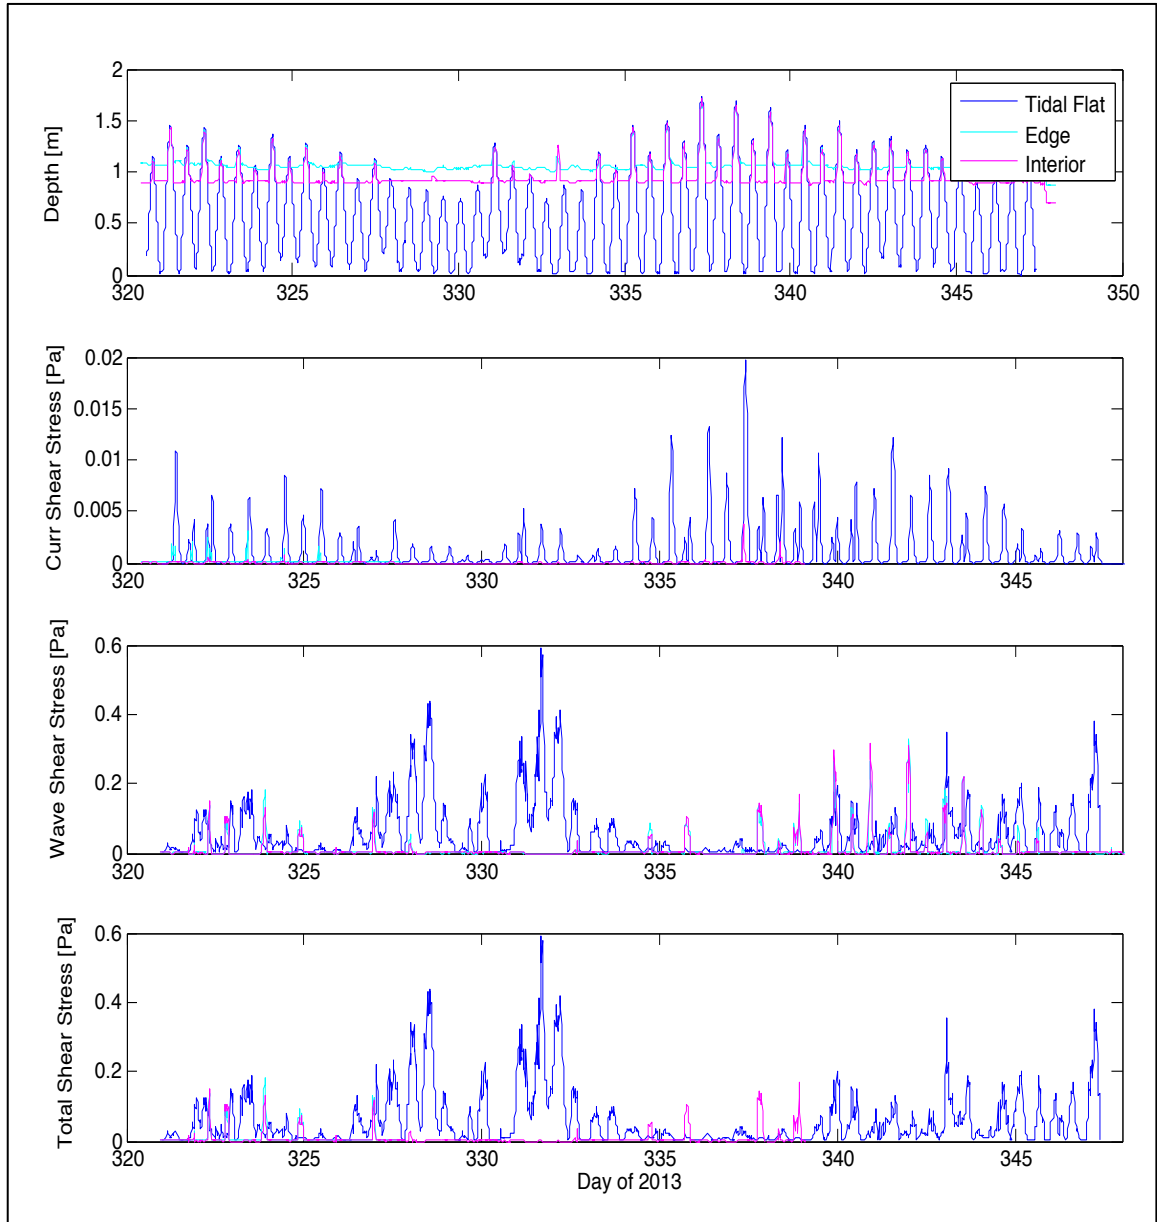 2
1.5
1
0.5
0
Depth [m]
Tidal Flat
Edge
Interior
320 325 330 335 340 345 350
0.02
0.015
0.01
0.005
0
Curr Shear Stress [Pa]
320 325 330 335 340 345
0.6
0.4
0.2
0
Wave Shear Stress [Pa]
320 325 330 335 340 345
0.6
0.4
0.2
0
Total Shear Stress [Pa]
320 325 330 335 340 345
Day of 2013